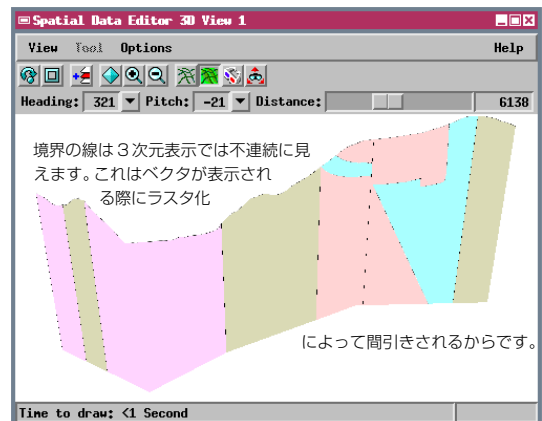 Spatial Data Editor 3D View 1
View Tool Options Help
Heading: 321 Pitch: -21 Distance: 6138
境界の線は３次元表示では不連続に見
えます。これはベクタが表示され
る際にラスタ化
によって間引きされるからです。
Time to draw: <1 Second